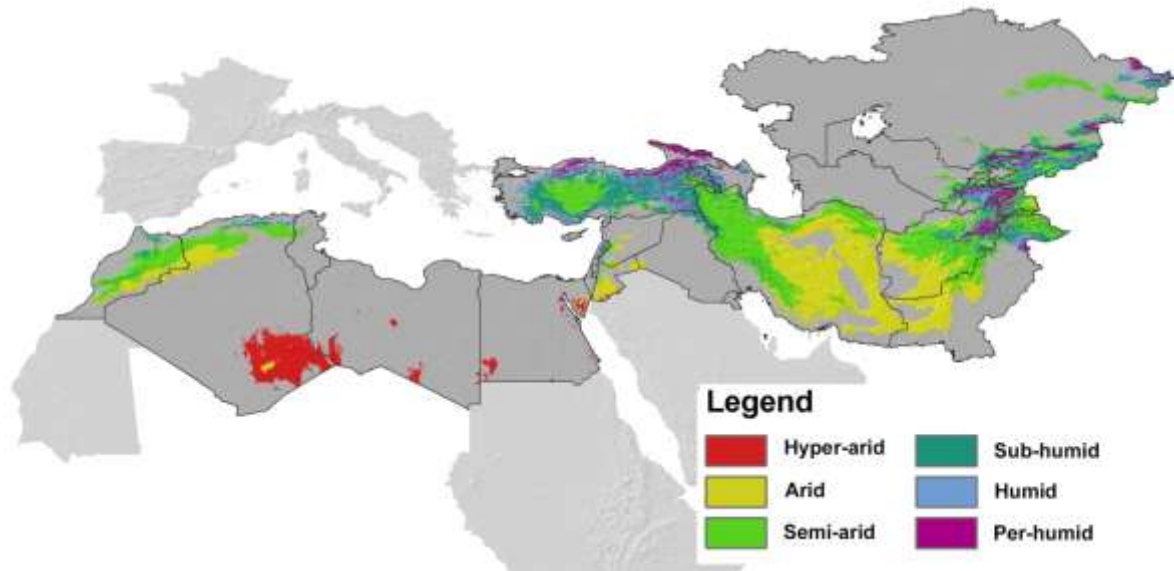 Legend
Hyper-arid
Arid
Semi-arid
Sub-humid
Humid
Per-humid